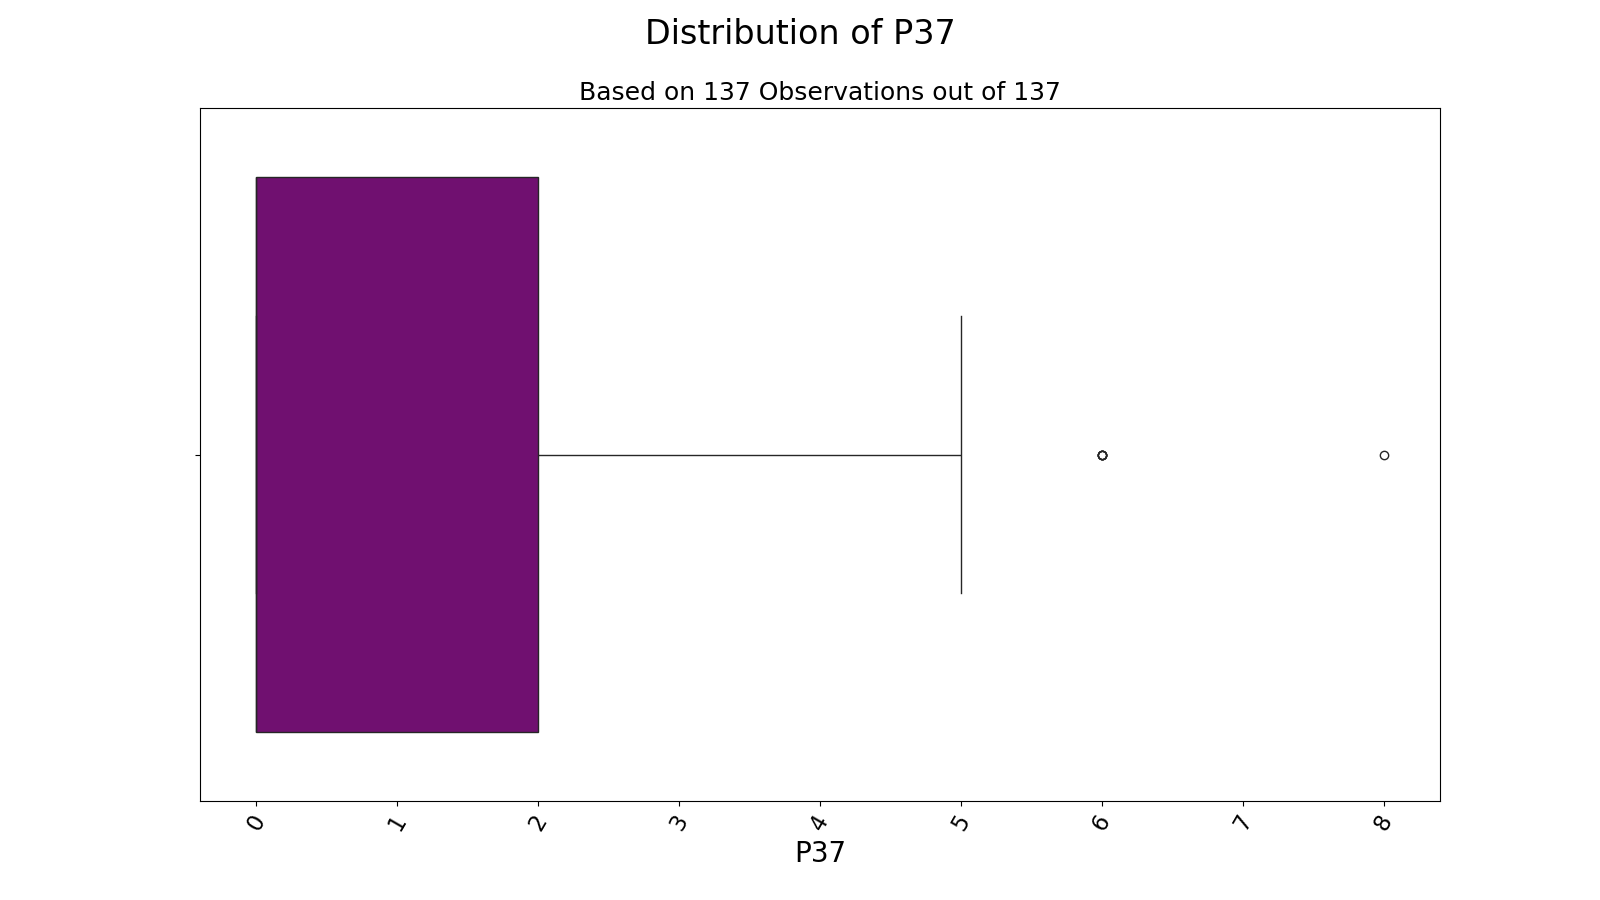 Distribution of P37
Based on 137 Observations out of 137
0 1 2 3 4 5 6 7 8
P37